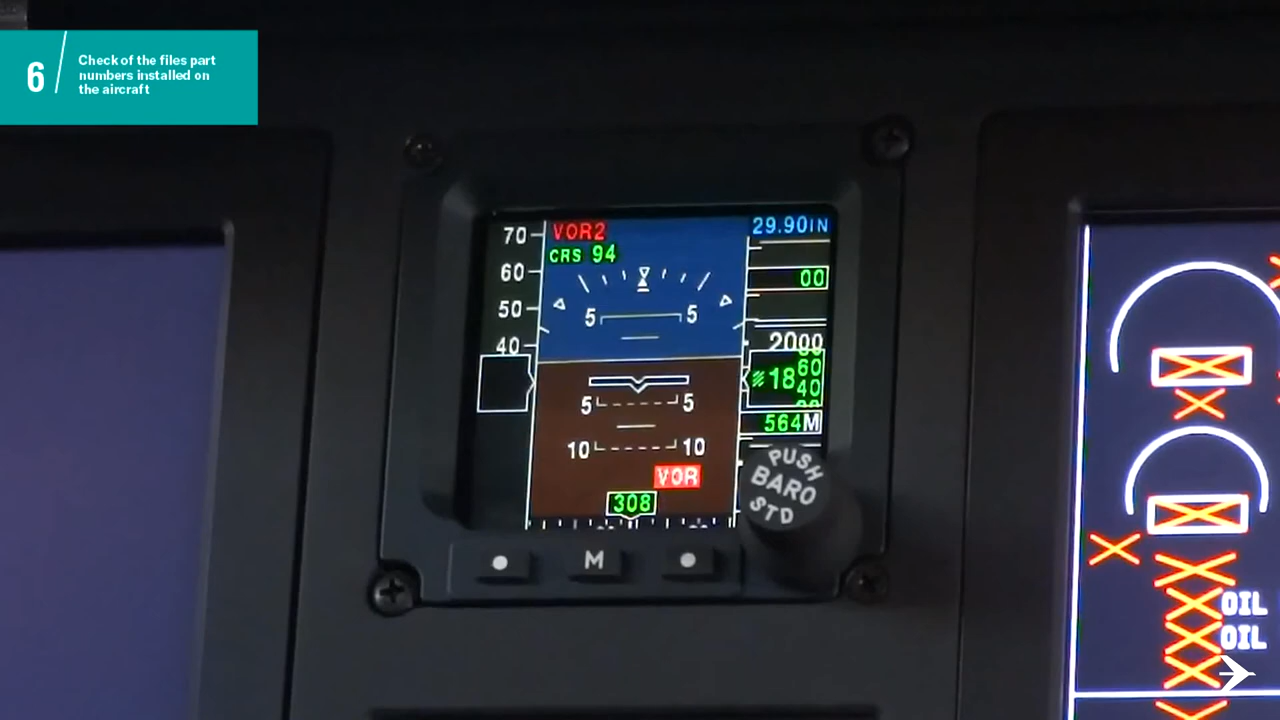 6
Check of the files part
numbers installed on
the aircraft
70
60
50
40
VOR2
CRS 94
29.90IN
00
5 5
2000
18
60
40
5 5
564M
10 10
VOR
308
PUSH
BARO
STD
M
OIL
OIL